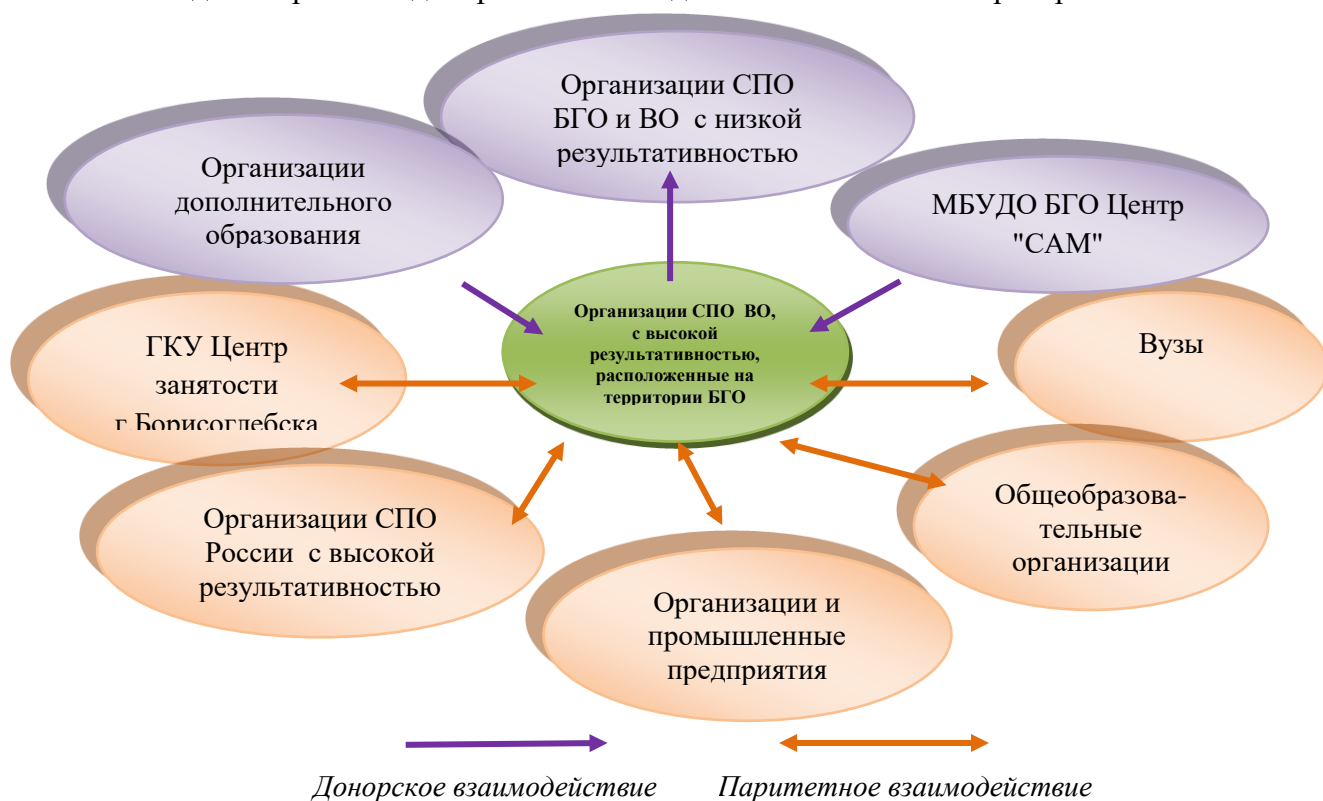 Организации СПО
БГО и ВО с низкой
результативностью
Организации
дополнительного
образования
МБУДО БГО Центр
"САМ"
Организации СПО ВО,
с высокой
результативностью,
расположенные на
территории БГО
ГКУ Центр
занятости
г.Борисоглебска
Вузы
Организации СПО
России с высокой
результативностью
Общеобразова-
тельные
организации
Организации и
промышленные
предприятия
Донорское взаимодействие
Паритетное взаимодействие